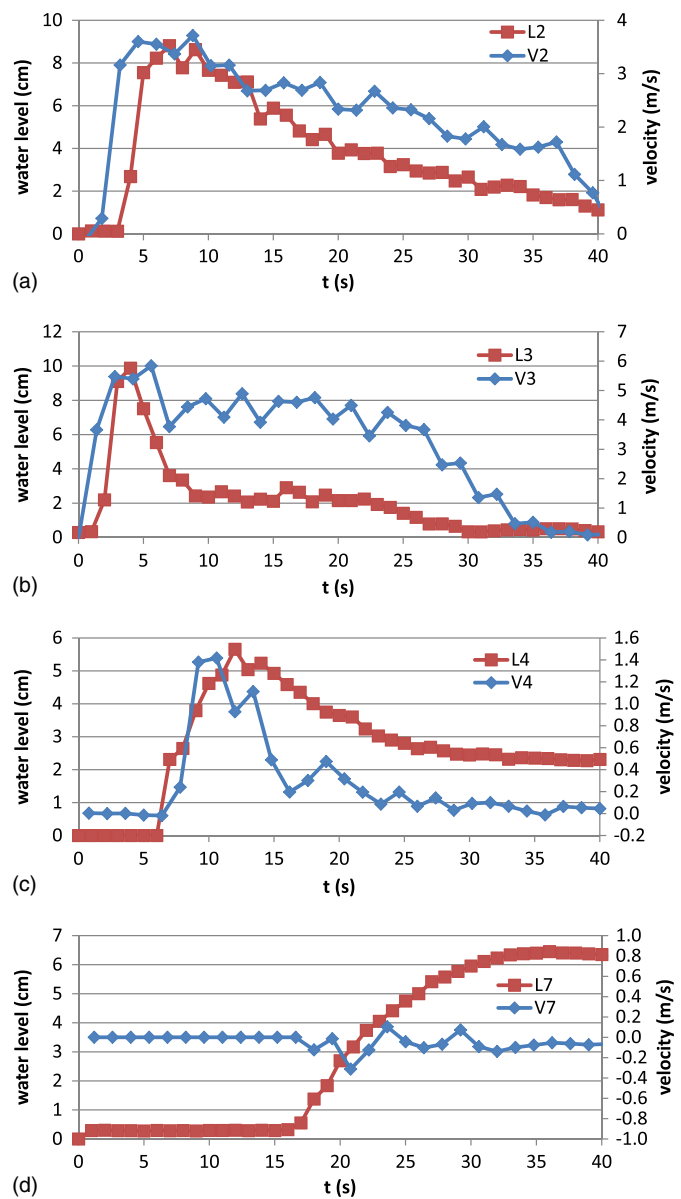 10 8 6 4 2 0
water level (cm)
L2
V2
4 3 2 1 0
velocity (m/s)
0 5 10 15 20 25 30 35 40
t (s)
(a)
12 10 8 6 4 2 0
water level (cm)
L3
V3
7 6 5 4 3 2 1 0
velocity (m/s)
0 5 10 15 20 25 30 35 40
t (s)
(b)
6 5 4 3 2 1 0
water level (cm)
L4
V4
1.6 1.4 1.2 1.0 0.8 0.6 0.4 0.2 0.0 -0.2
velocity (m/s)
0 5 10 15 20 25 30 35 40
t (s)
(c)
7 6 5 4 3 2 1 0
water level (cm)
L7
V7
1.0 0.8 0.6 0.4 0.2 0.0 -0.2 -0.4 -0.6 -0.8 -1.0
velocity (m/s)
0 5 10 15 20 25 30 35 40
t (s)
(d)